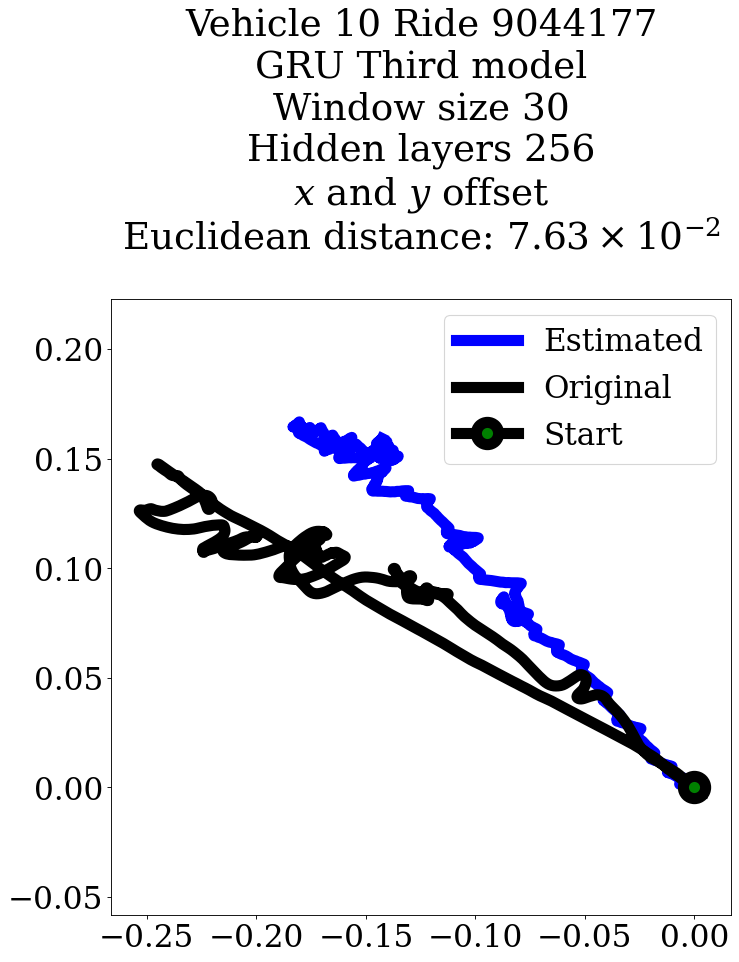 Vehicle 10 Ride 9044177
GRU Third model
Window size 30
Hidden layers 256
x and y offset
Euclidean distance: 7.63 × 10⁻²
Estimated
Original
Start
0.20
0.15
0.10
0.05
0.00
−0.05
−0.25 −0.20 −0.15 −0.10 −0.05 0.00